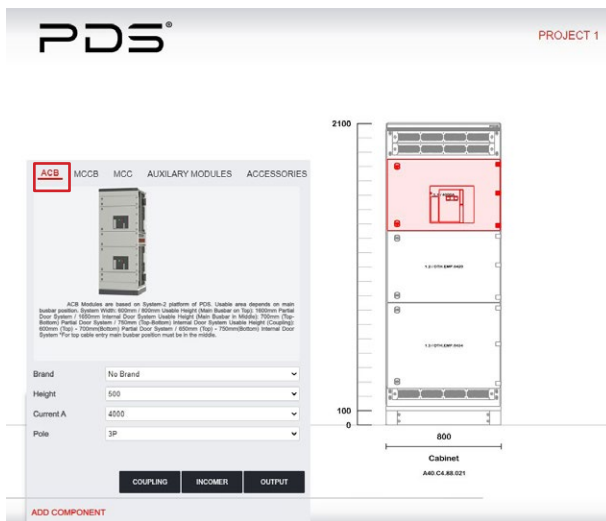 PDS®
PROJECT 1
2100
ACB MCCB MCC AUXILARY MODULES ACCESSORIES
ACB Modules are based on System-2 platform of PDS. Usable area depends on main
busbar position. System Width: 600mm / 800mm Usable Height (Main Busbar on Top): 1800mm Partial
Door System / 1600mm Internal Door System Usable Height (Main Busbar in Middle): 700mm (Top-
Bottom) Partial Door System / 750mm (Top-Bottom) Internal Door System Usable Height (Coupling):
600mm (Top) - 700mm(Bottom) Partial Door System / 650mm (Top) - 750mm(Bottom) Internal Door
System *For top cable entry main busbar position must be in the middle.
Brand No Brand
Height 500
Current A 4000
Pole 3P
COUPLING INCOMER OUTPUT
ADD COMPONENT
100
0
800
Cabinet
A40.C4.88.021